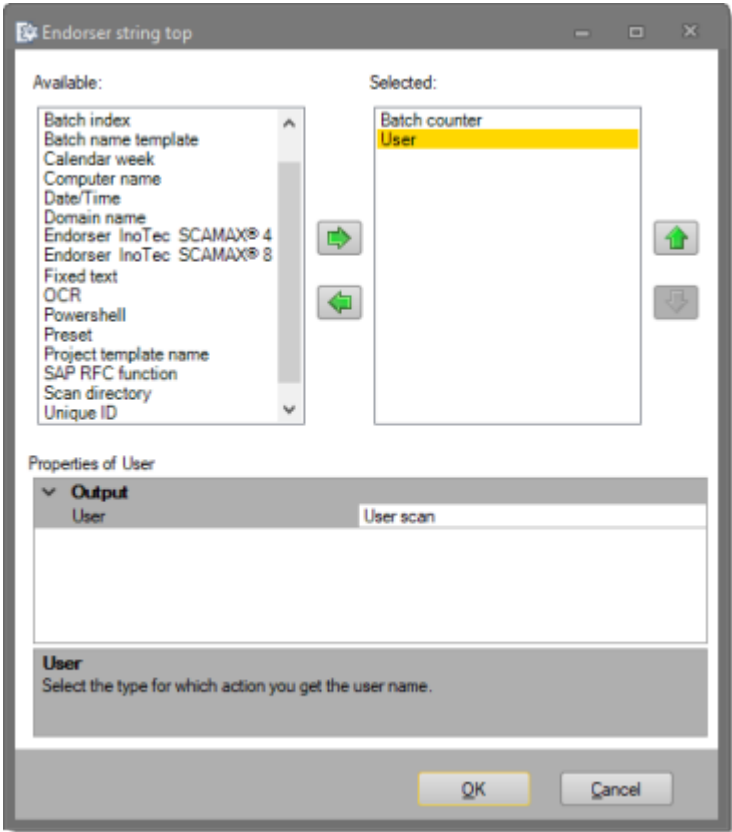 Endorser string top
Available:
Selected:
Batch index
Batch name template
Calendar week
Computer name
Date/Time
Domain name
Endorser InoTec SCAMAX® 4
Endorser InoTec SCAMAX® 8
Fixed text
OCR
Powershell
Preset
Project template name
SAP RFC function
Scan directory
Unique ID
Batch counter
User
Properties of User
Output
User User scan
User
Select the type for which action you get the user name.
OK Cancel